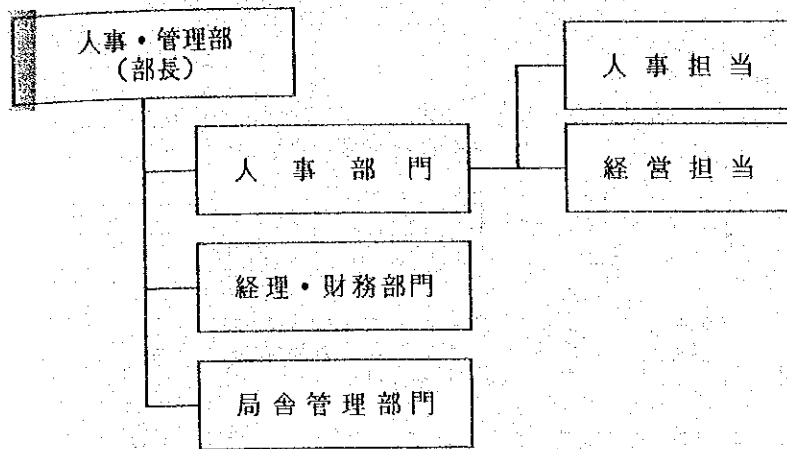 人事・管理部
(部長)
人事担当
人事部門
経営担当
経理・財務部門
局舎管理部門